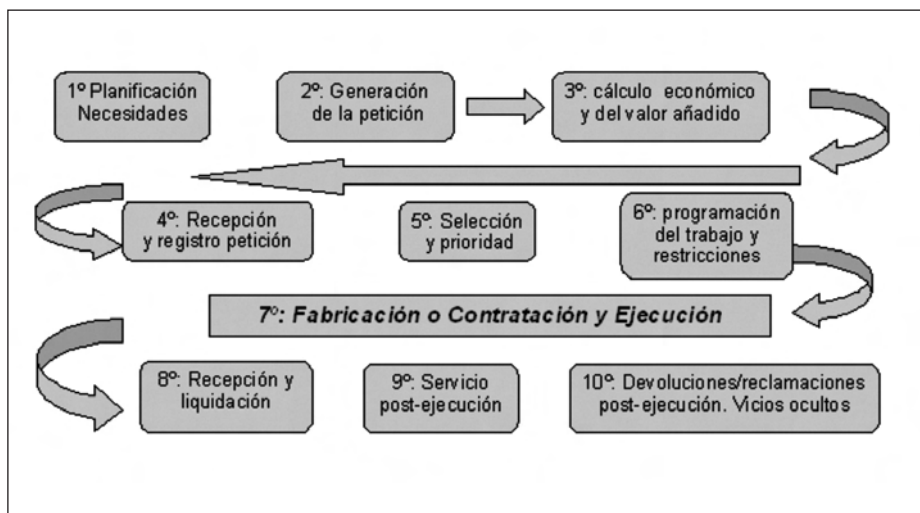 1º Planificación
Necesidades
2º: Generación
de la petición
3º: cálculo económico
y del valor añadido
4º: Recepción
y registro petición
5º: Selección
y prioridad
6º: programación
del trabajo y
restricciones
7º: Fabricación o Contratación y Ejecución
8º: Recepción y
liquidación
9º: Servicio
post-ejecución
10º: Devoluciones/reclamaciones
post-ejecución. Vicios ocultos